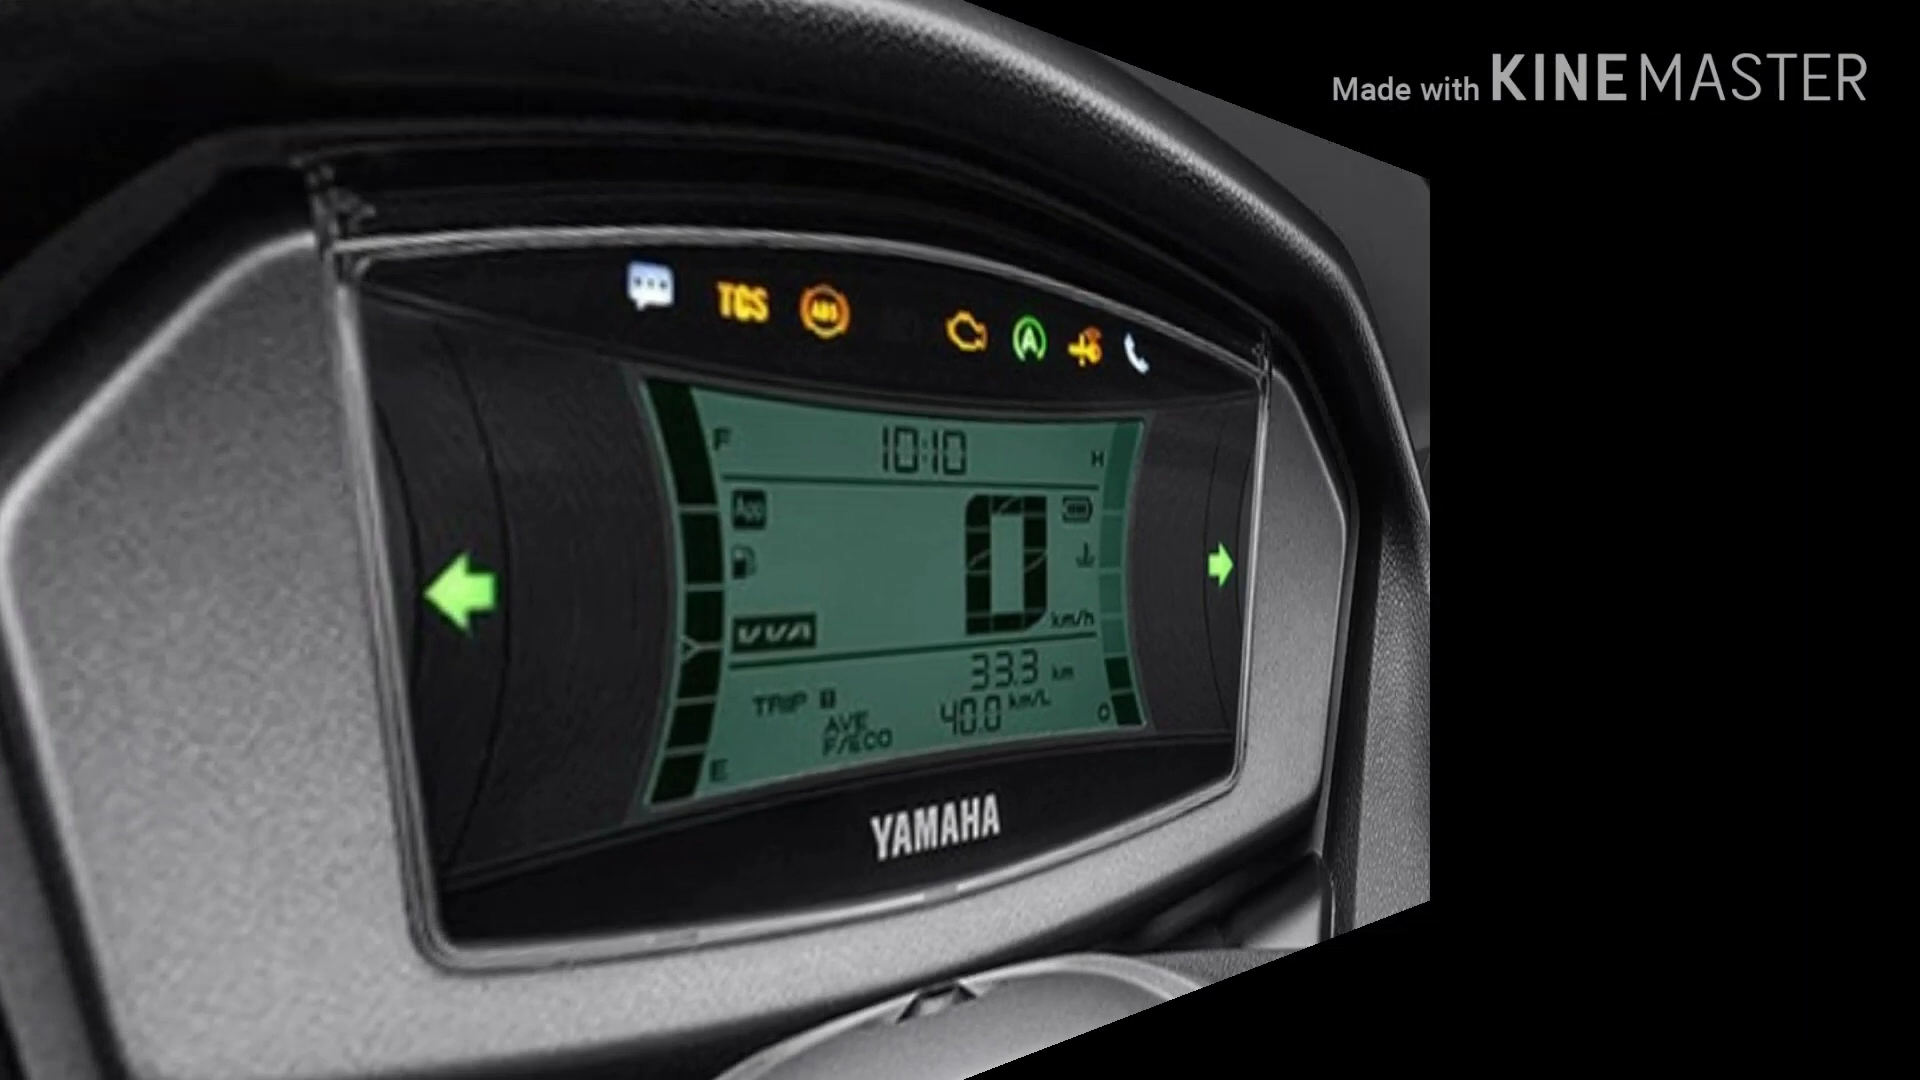 Made with KINEMASTER
TCS
ABS
A
F
10:10
H
App
0
VVA
km/h
33.3 km
TRIP B
40.0 km/L
AVE
F/ECO
C
E
YAMAHA